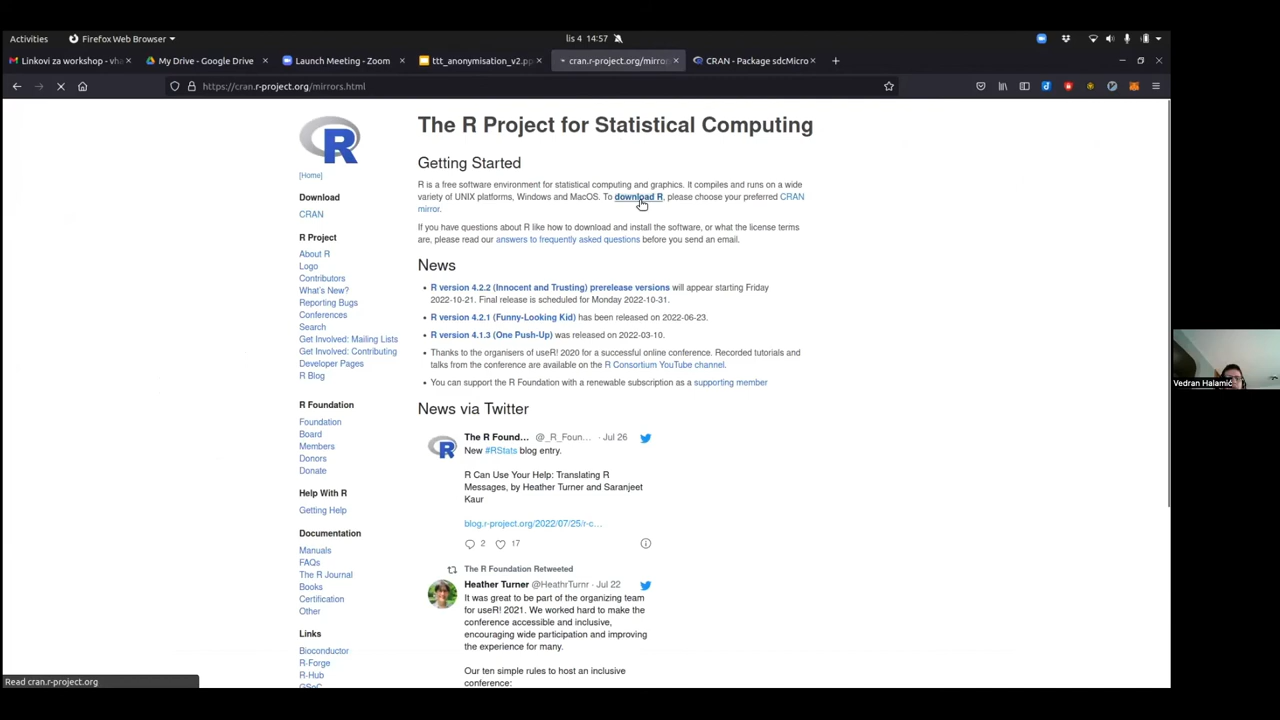 Activities
Firefox Web Browser
lis 4 14:57
Linkovi za workshop - vha
My Drive - Google Drive
Launch Meeting - Zoom
ttt_anonymisation_v2.pp
cran.r-project.org/mirror
CRAN - Package sdcMicro
https://cran.r-project.org/mirrors.html
R
[Home]
Download
CRAN
R Project
About R
Logo
Contributors
What's New?
Reporting Bugs
Conferences
Search
Get Involved: Mailing Lists
Get Involved: Contributing
Developer Pages
R Blog
R Foundation
Foundation
Board
Members
Donors
Donate
Help With R
Getting Help
Documentation
Manuals
FAQs
The R Journal
Books
Certification
Other
Links
Bioconductor
R-Forge
R-Hub
GSoC
The R Project for Statistical Computing
Getting Started
R is a free software environment for statistical computing and graphics. It compiles and runs on a wide
variety of UNIX platforms, Windows and MacOS. To download R, please choose your preferred CRAN
mirror.
If you have questions about R like how to download and install the software, or what the license terms
are, please read our answers to frequently asked questions before you send an email.
News
R version 4.2.2 (Innocent and Trusting) prerelease versions will appear starting Friday
2022-10-21. Final release is scheduled for Monday 2022-10-31.
R version 4.2.1 (Funny-Looking Kid) has been released on 2022-06-23.
R version 4.1.3 (One Push-Up) was released on 2022-03-10.
Thanks to the organisers of useR! 2020 for a successful online conference. Recorded tutorials and
talks from the conference are available on the R Consortium YouTube channel.
You can support the R Foundation with a renewable subscription as a supporting member
News via Twitter
The R Found... @_R_Foun... · Jul 26
New #RStats blog entry.
R Can Use Your Help: Translating R
Messages, by Heather Turner and Saranjeet
Kaur
blog.r-project.org/2022/07/25/r-c…
2 17
The R Foundation Retweeted
Heather Turner @HeathrTurnr · Jul 22
It was great to be part of the organizing team
for useR! 2021. We worked hard to make the
conference accessible and inclusive,
encouraging wide participation and improving
the experience for many.
Our ten simple rules to host an inclusive
conference:
Read cran.r-project.org
Vedran Halamić